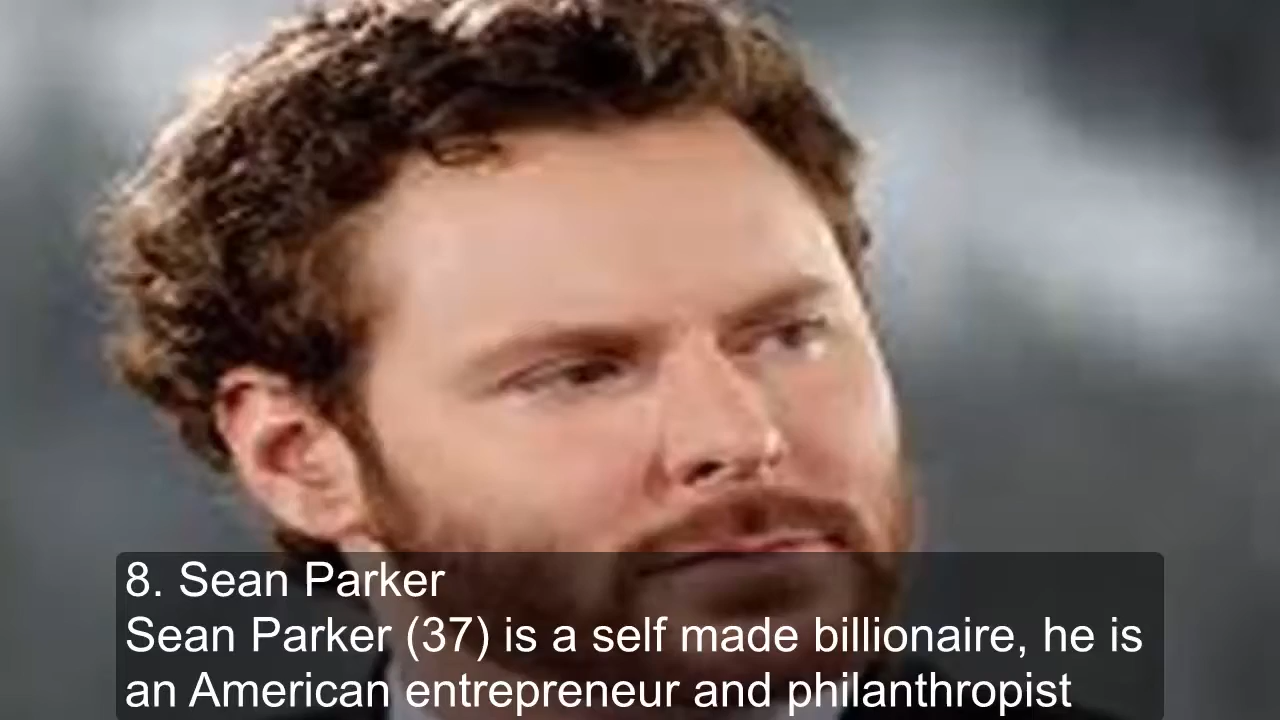 8. Sean Parker
Sean Parker (37) is a self made billionaire, he is
an American entrepreneur and philanthropist